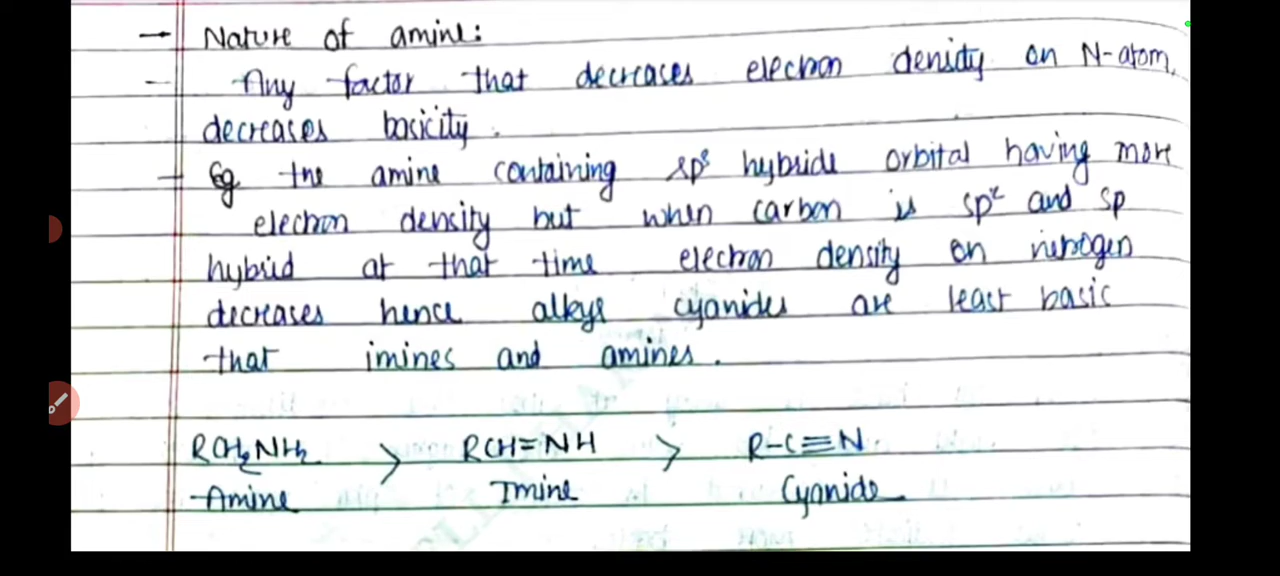 → Nature of amine:
- Any factor that decreases electron density on N-atom,
decreases basicity.
- Eg the amine containing sp³ hybride orbital having more
electron density but when carbon is sp² and sp
hybrid at that time electron density on nitrogen
decreases hence alkyl cyanides are least basic
that imines and amines.
RCH₂NH₂ > RCH=NH > R-C≡N
Amine Imine Cyanide